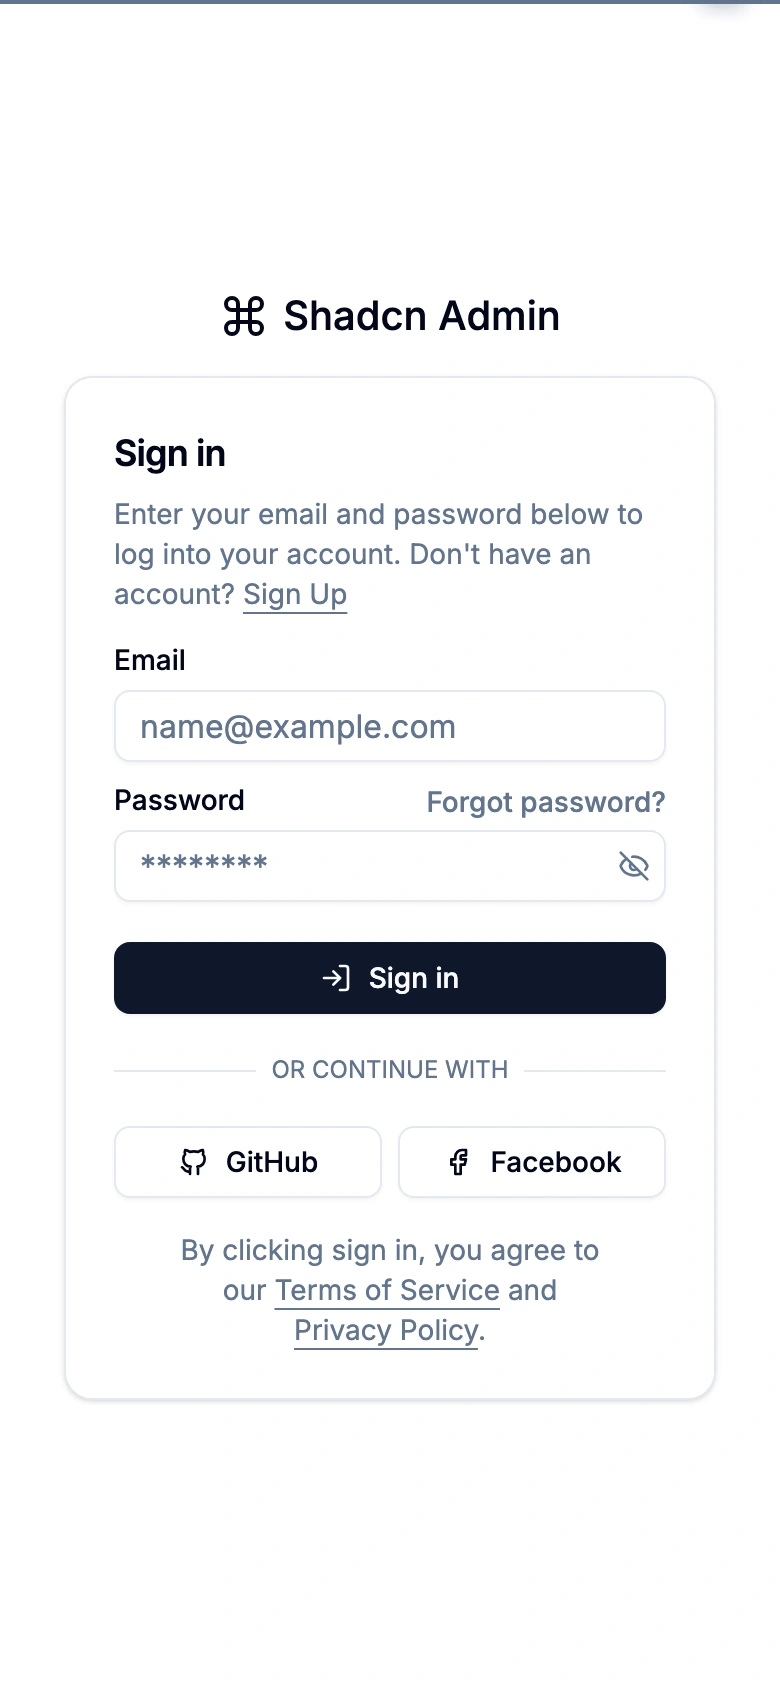 Shadcn Admin
Sign in
Enter your email and password below to
log into your account. Don't have an
account? Sign Up
Email
name@example.com
Password
Forgot password?
********
Sign in
OR CONTINUE WITH
GitHub
Facebook
By clicking sign in, you agree to
our Terms of Service and
Privacy Policy.